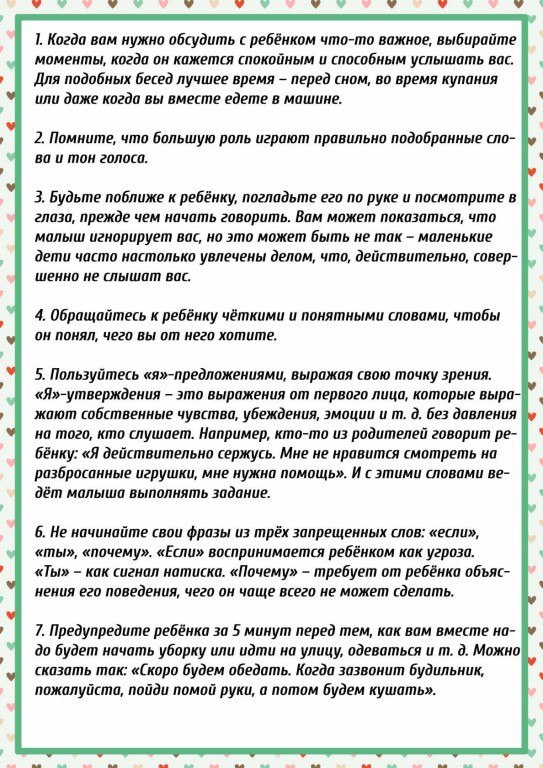 1. Когда вам нужно обсудить с ребёнком что-то важное, выбирайте
моменты, когда он кажется спокойным и способным услышать вас.
Для подобных бесед лучшее время – перед сном, во время купания
или даже когда вы вместе едете в машине.
2. Помните, что большую роль играют правильно подобранные сло-
ва и тон голоса.
3. Будьте поближе к ребёнку, погладьте его по руке и посмотрите в
глаза, прежде чем начать говорить. Вам может показаться, что
малыш игнорирует вас, но это может быть не так – маленькие
дети часто настолько увлечены делом, что, действительно, совер-
шенно не слышат вас.
4. Обращайтесь к ребёнку чёткими и понятными словами, чтобы
он понял, чего вы от него хотите.
5. Пользуйтесь «я»-предложениями, выражая свою точку зрения.
«Я»-утверждения – это выражения от первого лица, которые выра-
жают собственные чувства, убеждения, эмоции и т. д. без давления
на того, кто слушает. Например, кто-то из родителей говорит ре-
бёнку: «Я действительно сержусь. Мне не нравится смотреть на
разбросанные игрушки, мне нужна помощь». И с этими словами ве-
дёт малыша выполнять задание.
6. Не начинайте свои фразы из трёх запрещенных слов: «если»,
«ты», «почему». «Если» воспринимается ребёнком как угроза.
«Ты» – как сигнал натиска. «Почему» – требует от ребёнка объяс-
нения его поведения, чего он чаще всего не может сделать.
7. Предупредите ребёнка за 5 минут перед тем, как вам вместе на-
до будет начать уборку или идти на улицу, одеваться и т. д. Можно
сказать так: «Скоро будем обедать. Когда зазвонит будильник,
пожалуйста, пойди помой руки, а потом будем кушать».